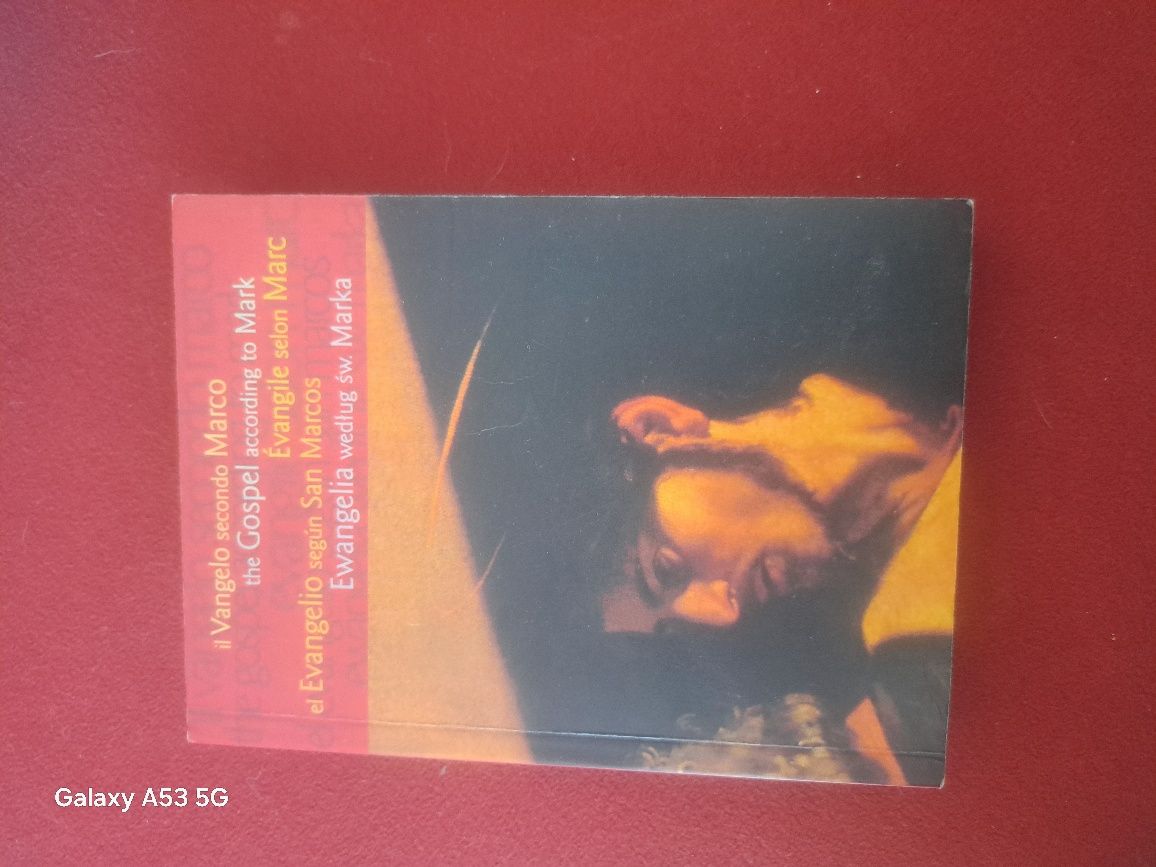 il Vangelo secondo Marco
the Gospel according to Mark
Évangile selon Marc
el Evangelio según San Marcos
Ewangelia według św. Marka
Galaxy A53 5G